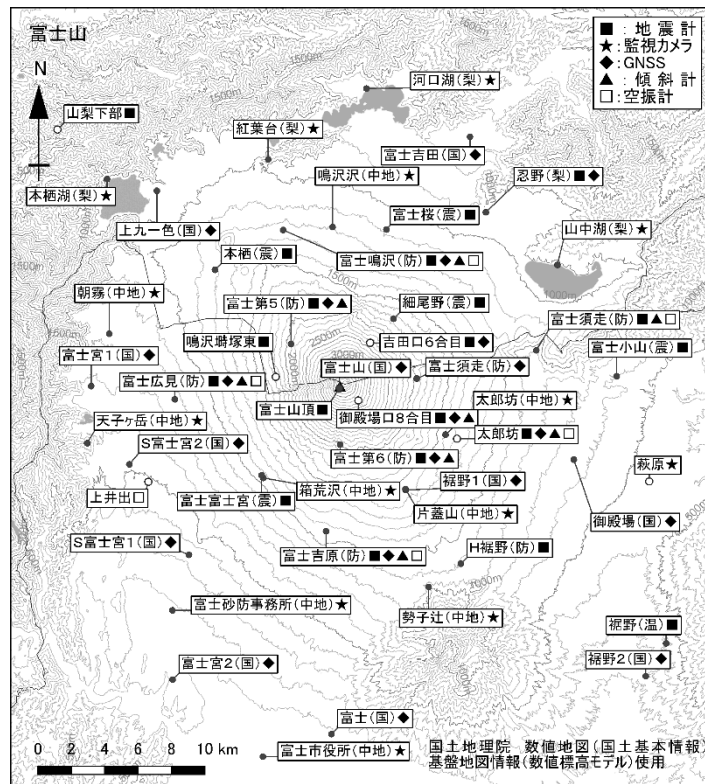 富士山
N
■：地震計
★：監視カメラ
◆：GNSS
▲：傾斜計
□：空振計
河口湖(梨)★
山梨下部■
紅葉台(梨)★
富士吉田(国)◆
鳴沢沢(中地)★
忍野(梨)■◆
本栖湖(梨)★
富士桜(震)■
山中湖(梨)★
上九一色(国)◆
本栖(震)■
富士鳴沢(防)■◆▲□
朝霧(中地)★
富士第5(防)■◆▲
細尾野(震)■
富士須走(防)■▲□
鳴沢塒塚東■
吉田口6合目■◆
富士宮1(国)◆
富士小山(震)■
富士山(国)◆
富士須走(防)◆
富士広見(防)■◆▲□
太郎坊(中地)★
富士山頂■
御殿場口8合目■◆▲
天子ヶ岳(中地)★
太郎坊■◆▲□
S富士宮2(国)◆
富士第6(防)■◆▲
萩原★
裾野1(国)◆
上井出□
箱荒沢(中地)★
富士富士宮(震)■
片蓋山(中地)★
御殿場(国)◆
S富士宮1(国)◆
富士吉原(防)■◆▲□
H裾野(防)■
富士砂防事務所(中地)★
勢子辻(中地)★
裾野(温)■
富士宮2(国)◆
裾野2(国)◆
富士(国)◆
富士市役所(中地)★
0 2 4 6 8 10 km
国土地理院 数値地図(国土基本情報)
基盤地図情報(数値標高モデル)使用
1500m
1500m
1500m
1500m
1500m
2500m
2000m
3000m
1000m
1000m
1000m